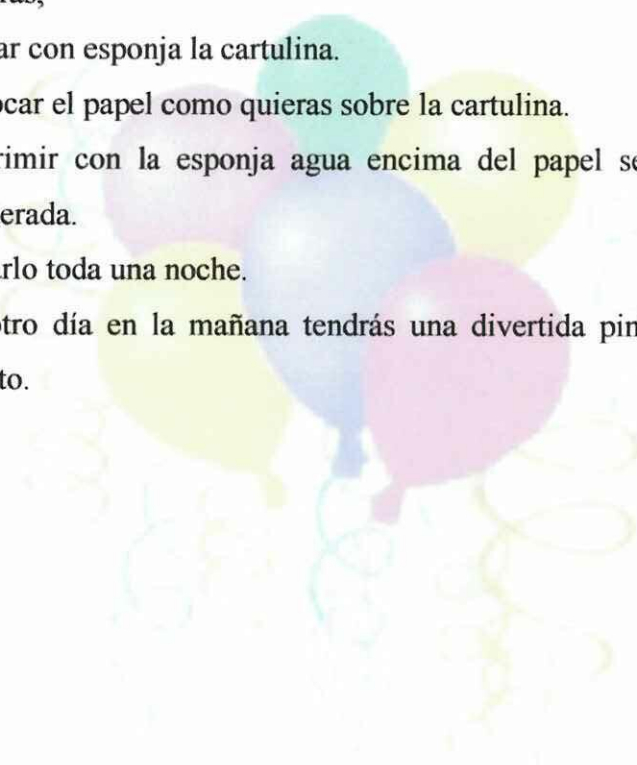 ar con esponja la cartulina.
ocar el papel como quieras sobre la cartulina.
rimir con la esponja agua encima del papel se
erada.
rlo toda una noche.
otro día en la mañana tendrás una divertida pin
to.